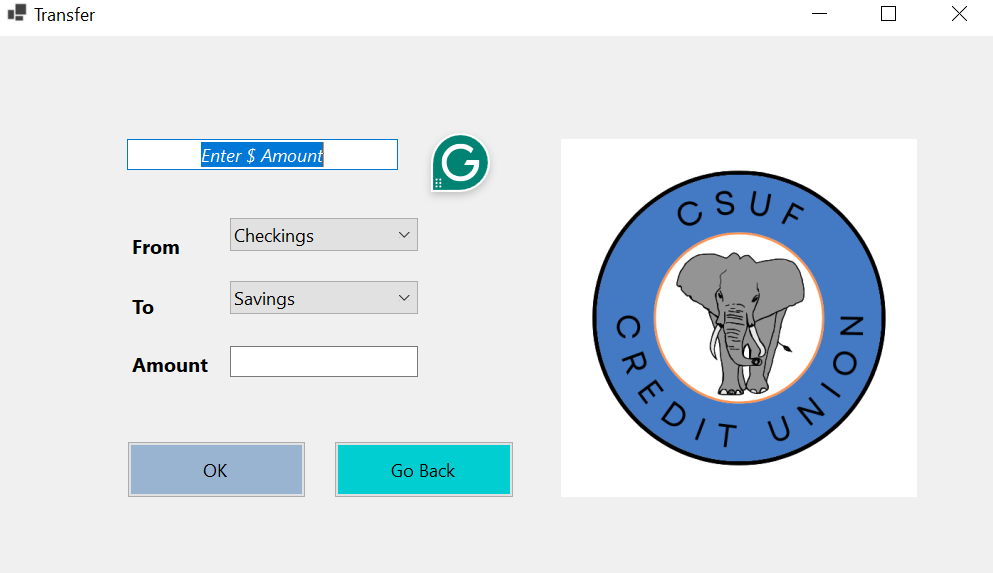 Transfer
Enter $ Amount
G
From
Checkings
To
Savings
Amount
OK
Go Back
CSUF
CREDIT UNION